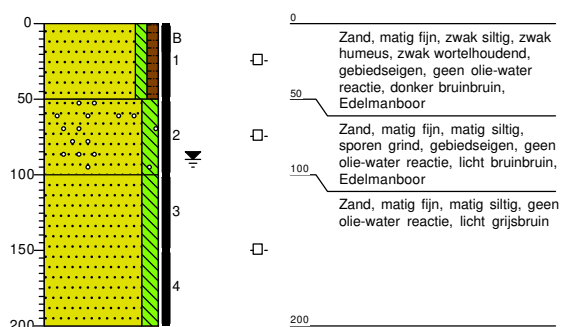 0
50
100
150
200
B
1
2
3
4
0
Zand, matig fijn, zwak siltig, zwak
humeus, zwak wortelhoudend,
gebiedseigen, geen olie-water
reactie, donker bruinbruin,
Edelmanboor
50
Zand, matig fijn, matig siltig,
sporen grind, gebiedseigen, geen
olie-water reactie, licht bruinbruin,
Edelmanboor
100
Zand, matig fijn, matig siltig, geen
olie-water reactie, licht grijsbruin
200